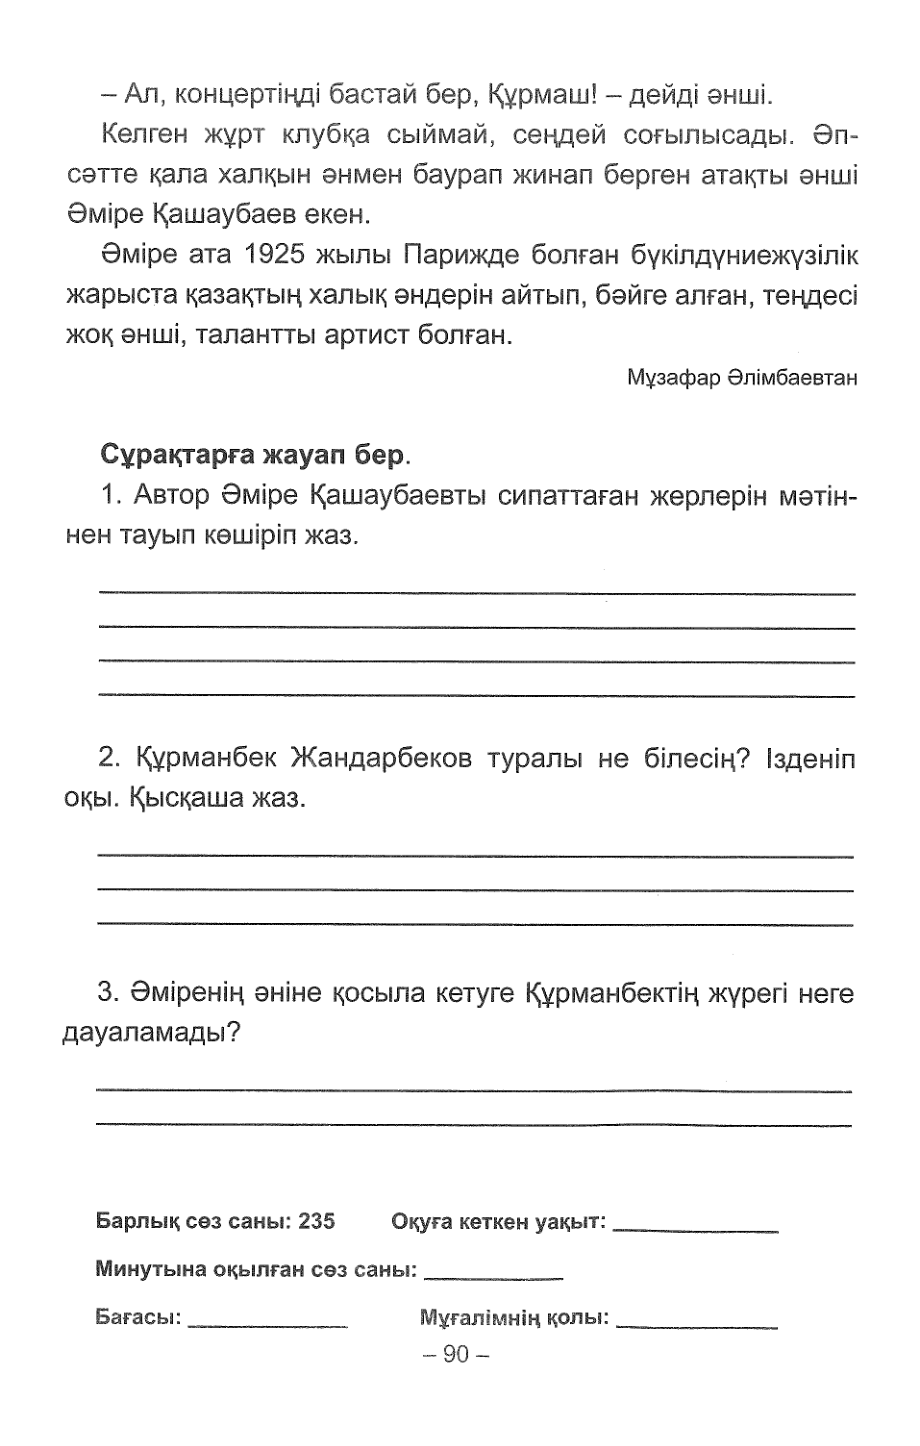 – Ал, концертіңді бастай бер, Құрмаш! – дейді әнші.
Келген жұрт клубқа сыймай, сеңдей соғылысады. Әп-
сәтте қала халқын әнмен баурап жинап берген атақты әнші
Әміре Қашаубаев екен.
Әміре ата 1925 жылы Парижде болған бүкілдүниежүзілік
жарыста қазақтың халық әндерін айтып, бәйге алған, теңдесі
жоқ әнші, талантты артист болған.
Мұзафар Әлімбаевтан
Сұрақтарға жауап бер.
1. Автор Әміре Қашаубаевты сипаттаған жерлерін мәтін-
нен тауып көшіріп жаз.
2. Құрманбек Жандарбеков туралы не білесің? Ізденіп
оқы. Қысқаша жаз.
3. Әміренің әніне қосыла кетуге Құрманбектің жүрегі неге
дауаламады?
Барлық сөз саны: 235 Оқуға кеткен уақыт: ____________
Минутына оқылған сөз саны: __________
Бағасы: ____________ Мұғалімнің қолы: ____________
– 90 –